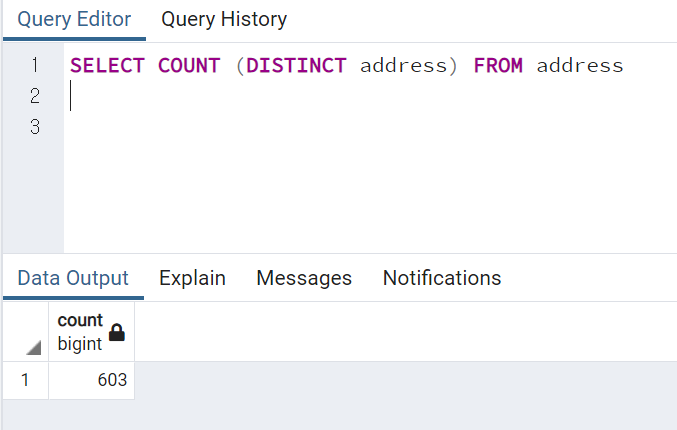 Query Editor Query History
1 SELECT COUNT (DISTINCT address) FROM address
2
3
Data Output Explain Messages Notifications
count
bigint
1 603